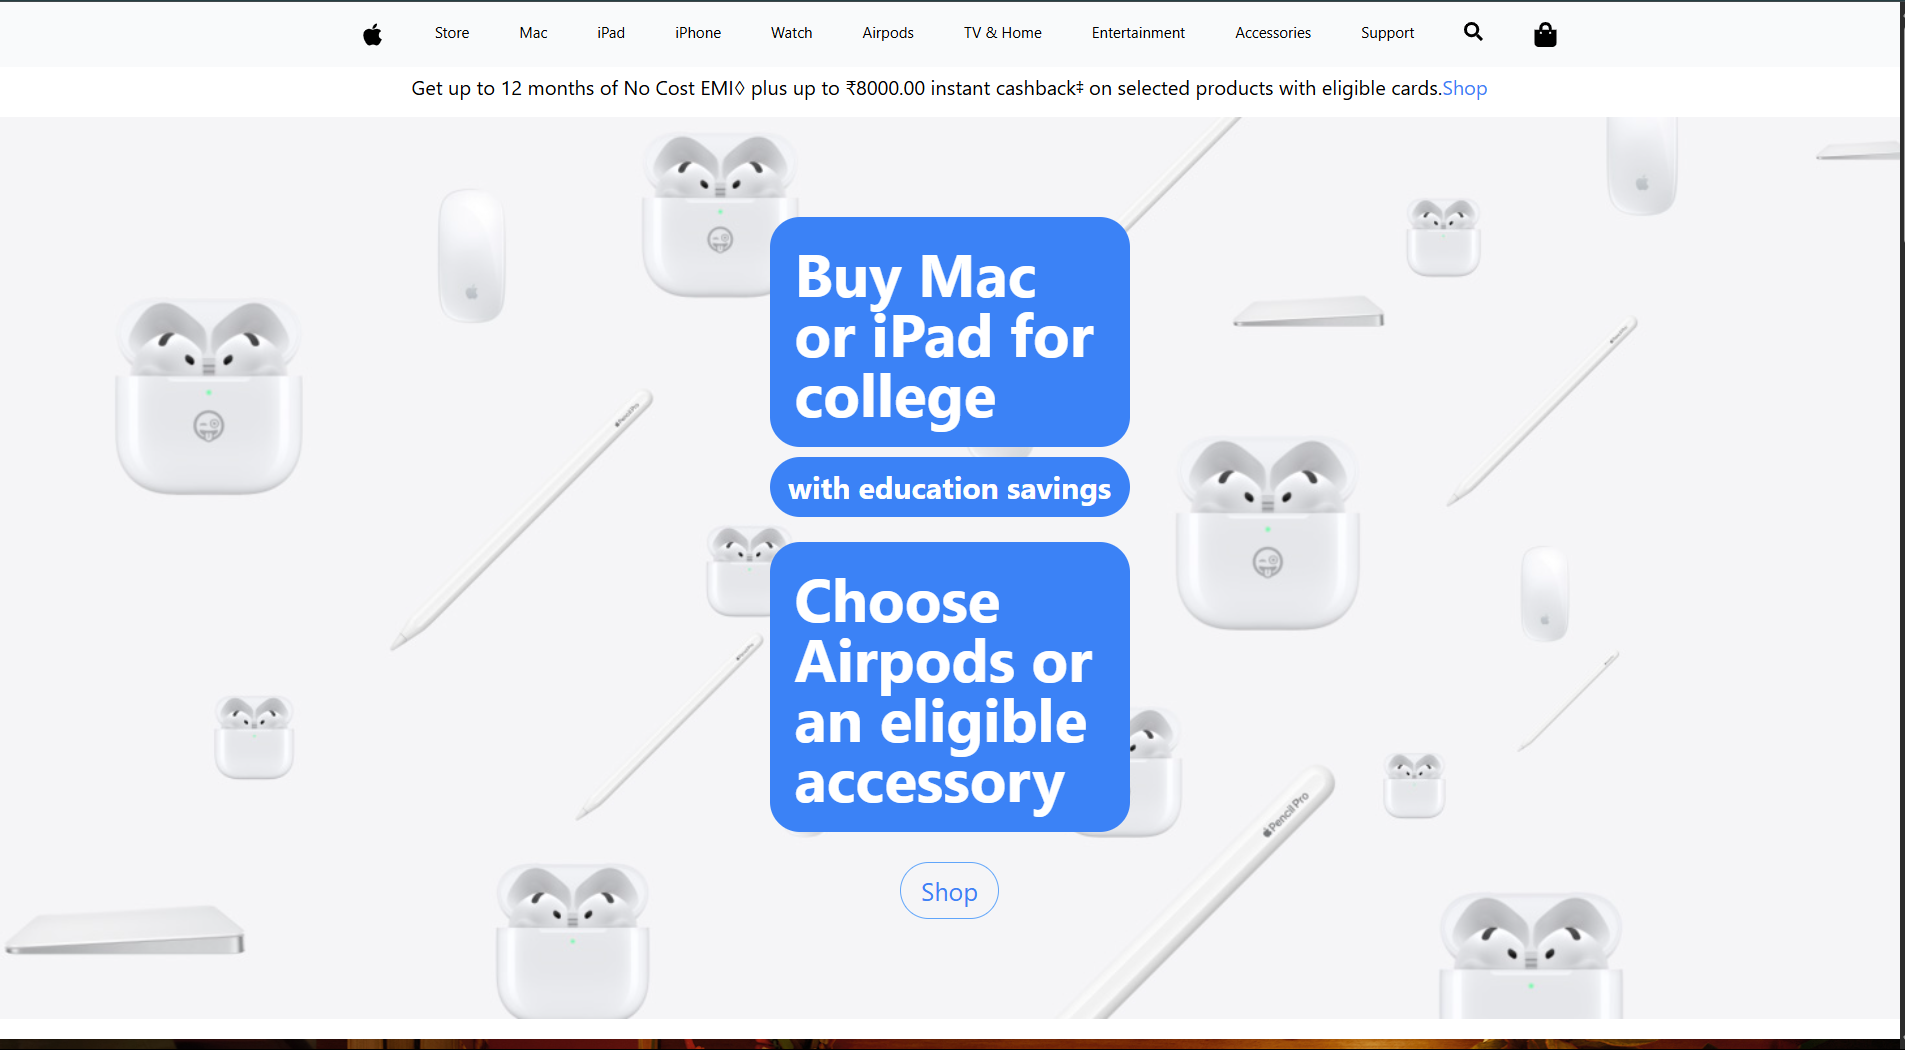 Store Mac iPad iPhone Watch Airpods TV & Home Entertainment Accessories Support
Get up to 12 months of No Cost EMI◊ plus up to ₹8000.00 instant cashback‡ on selected products with eligible cards.Shop
Buy Mac
or iPad for
college
with education savings
Choose
Airpods or
an eligible
accessory
Pencil Pro
Shop